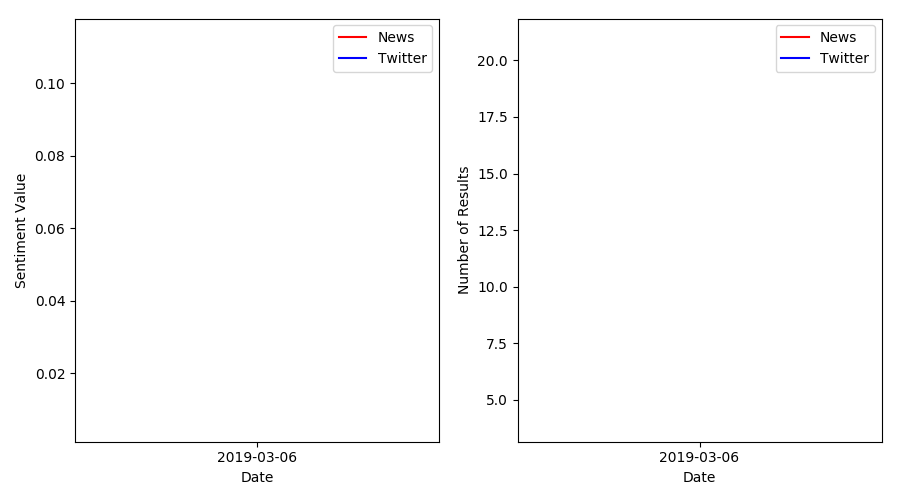 News
Twitter
0.10
0.08
0.06
0.04
0.02
Sentiment Value
2019-03-06
Date
News
Twitter
20.0
17.5
15.0
12.5
10.0
7.5
5.0
Number of Results
2019-03-06
Date